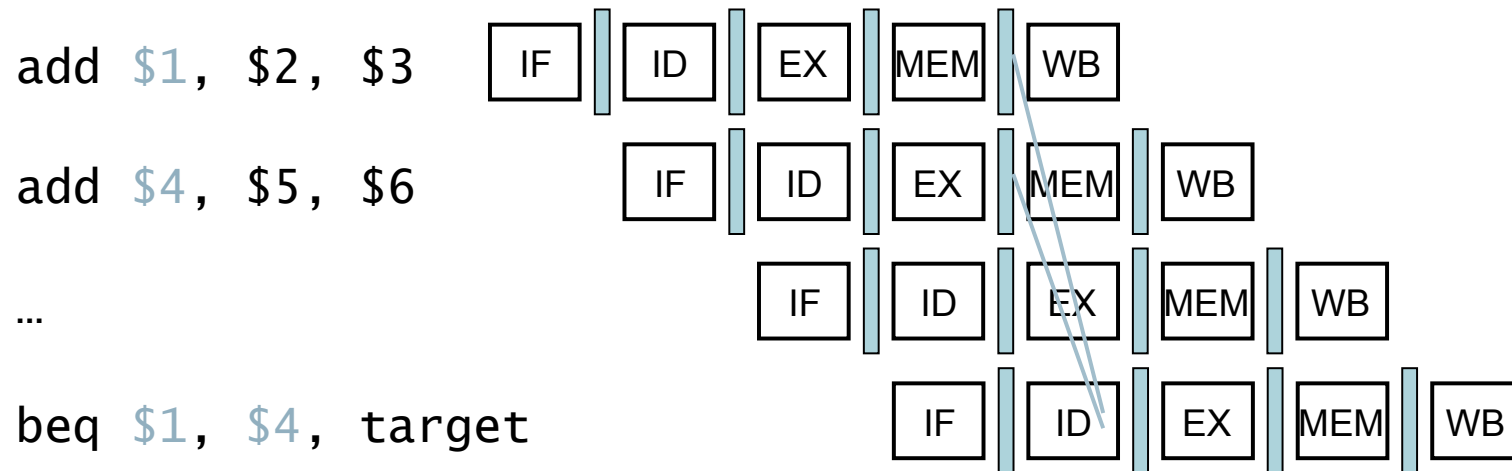 add $1, $2, $3 IF ID EX MEM WB
add $4, $5, $6 IF ID EX MEM WB
… IF ID EX MEM WB
beq $1, $4, target IF ID EX MEM WB